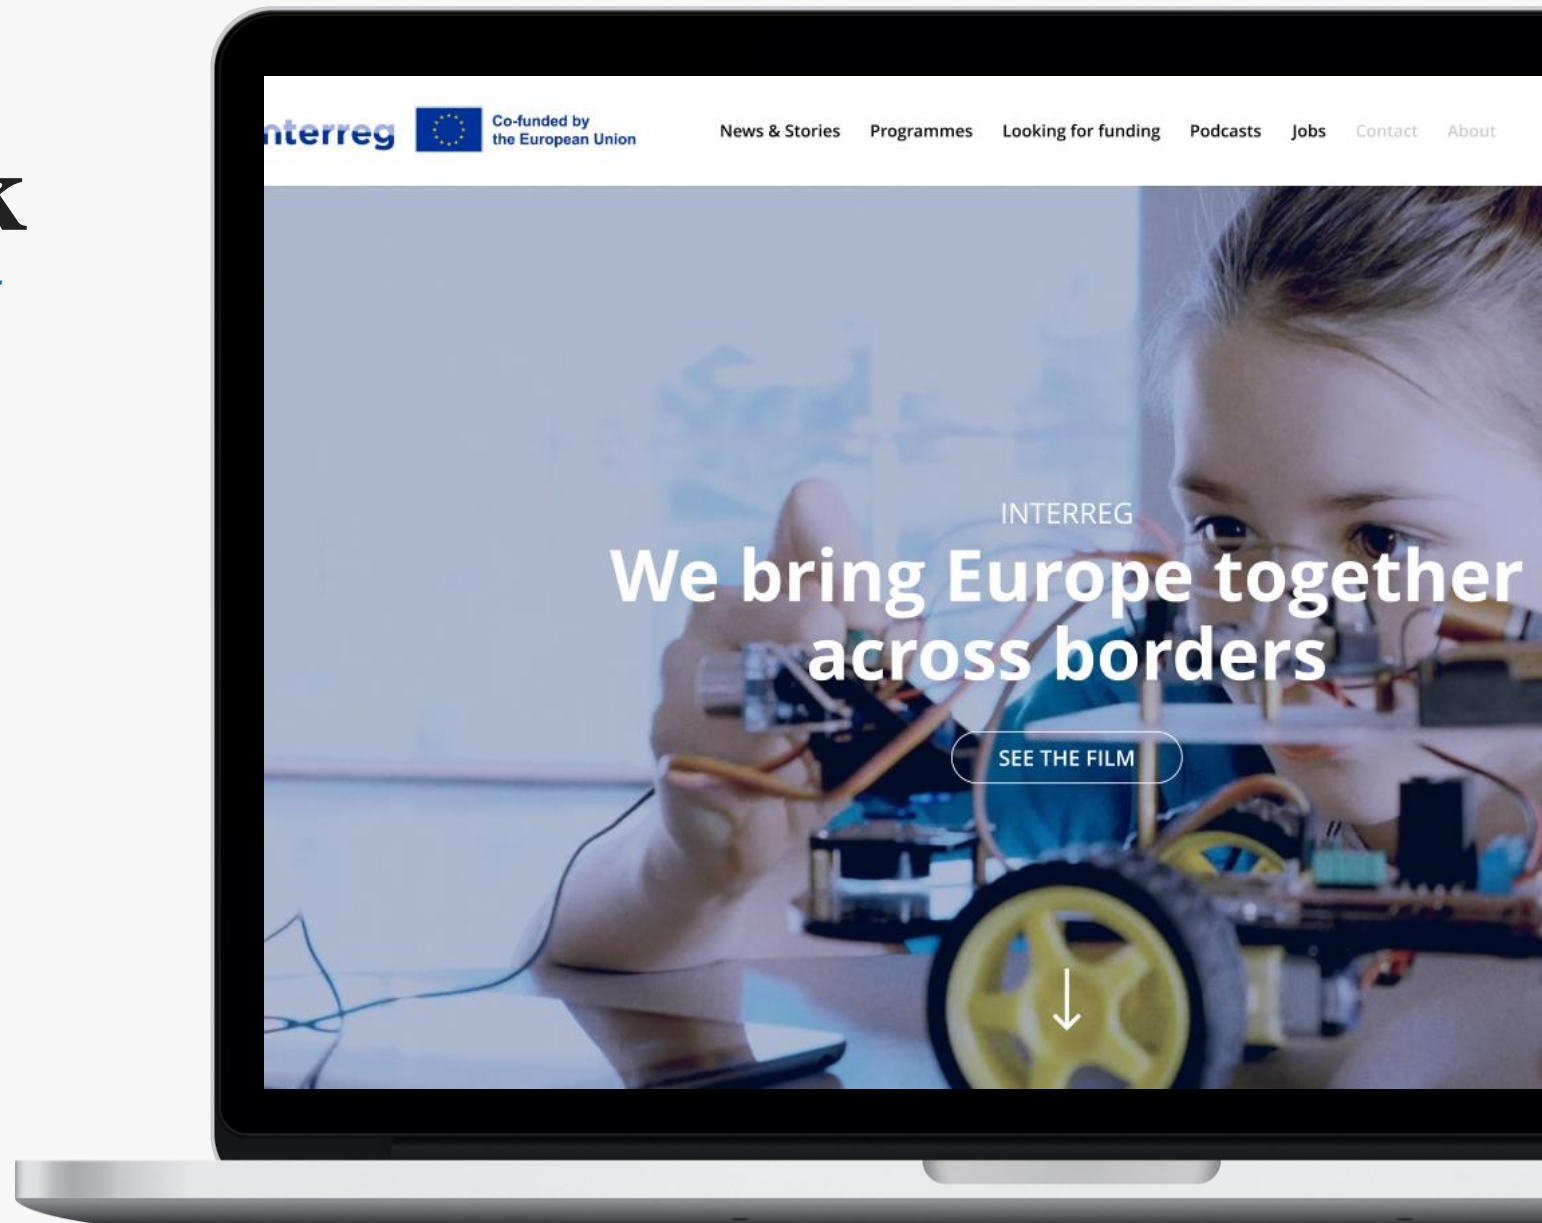 nterreg
Co-funded by
the European Union
News & Stories Programmes Looking for funding Podcasts Jobs Contact About
k
INTERREG
We bring Europe together
across borders
SEE THE FILM